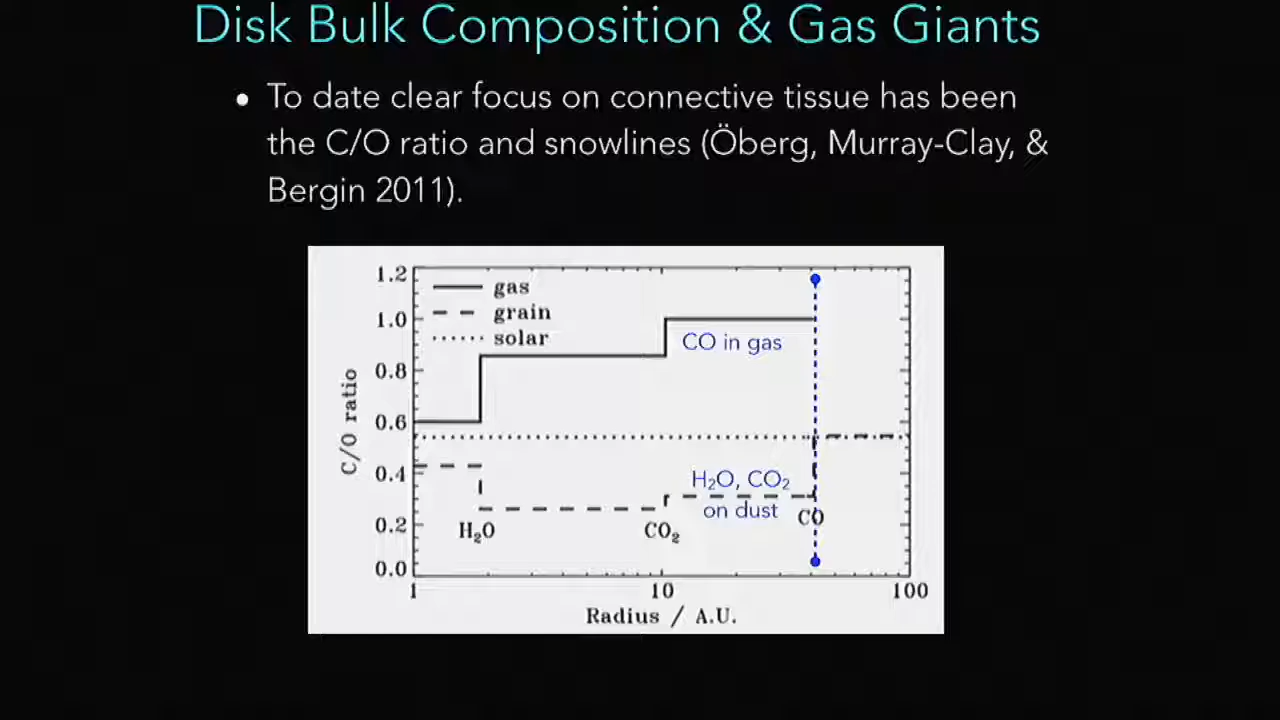 Disk Bulk Composition & Gas Giants
• To date clear focus on connective tissue has been
the C/O ratio and snowlines (Öberg, Murray-Clay, &
Bergin 2011).
1.2
gas
grain
1.0
solar
CO in gas
0.8
C/O ratio
0.6
0.4
H₂O, CO₂
on dust
CO
0.2
H₂O
CO₂
0.0
1
10
100
Radius / A.U.